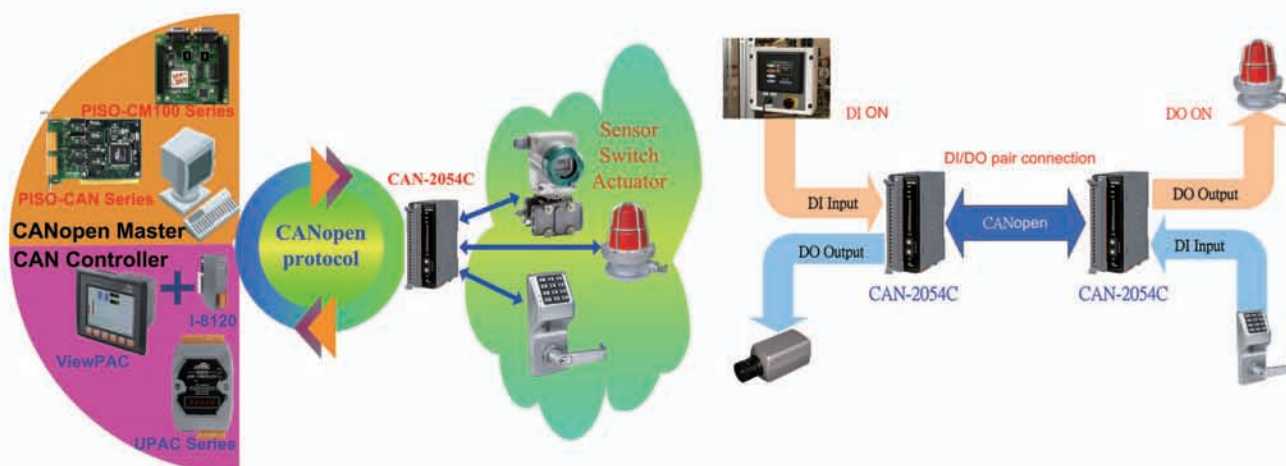 PISO-CM100 Series
PISO-CAN Series
CANopen Master
CAN Controller
I-8120
ViewPAC
UPAC Series
CANopen
protocol
CAN-2054C
Sensor
Switch
Actuator
DI ON
DO ON
DI/DO pair connection
DI Input
DO Output
CANopen
DO Output
DI Input
CAN-2054C
CAN-2054C